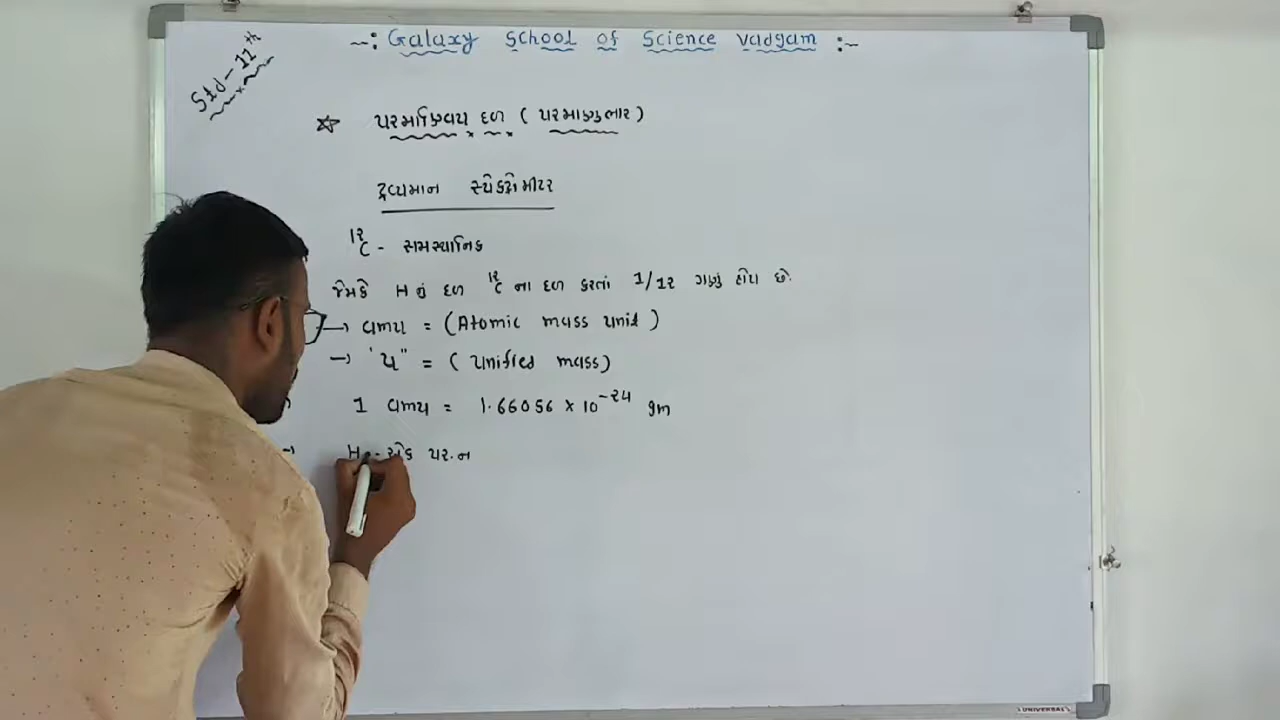 -: Galaxy School of Science Vadgam :-
Std - 11th
☆ પરમાણ્વિય દળ ( પરમાણુભાર )
દ્રવ્યમાન સ્પેક્ટ્રોમીટર
¹²C - સમસ્થાનિક
જેમકે H નું દળ ¹²C ના દળ કરતાં 1/12 ગણું હોય છે.
→ amu = (Atomic mass unit )
→ "u" = ( Unified mass)
1 amu = 1.66056 × 10⁻²⁴ gm
→ H - એક પર. ન
UNIVERSAL